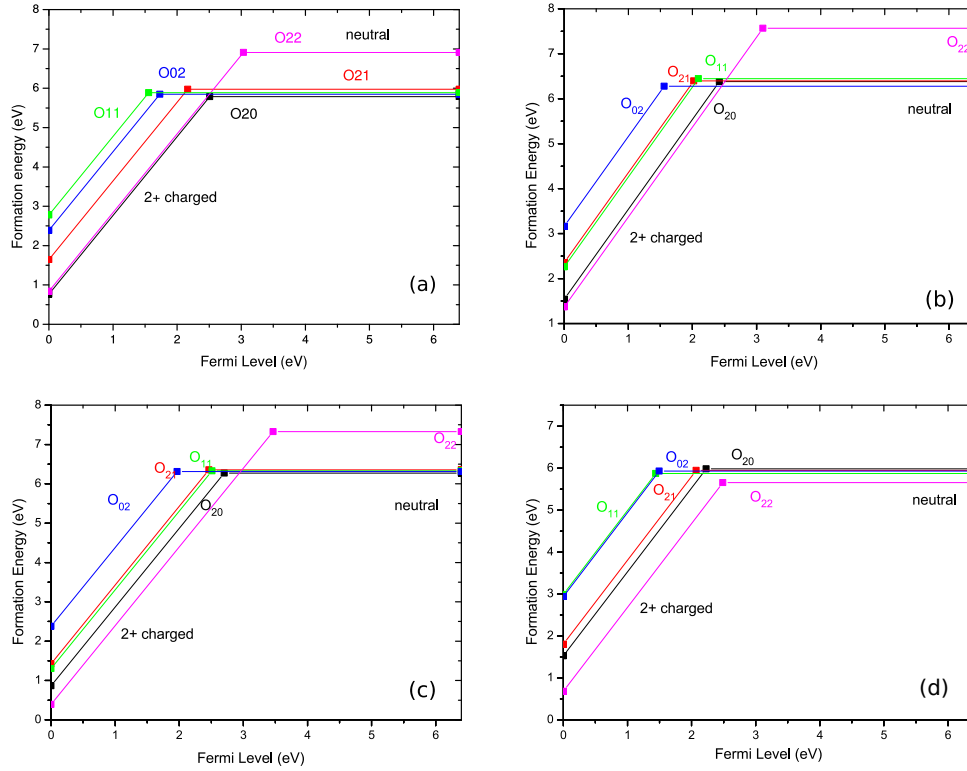 8
7
6
5
4
3
2
1
0
Formation energy (eV)
O22
neutral
O02
O21
O11
O20
2+ charged
(a)
0 1 2 3 4 5 6
Fermi Level (eV)
8
7
6
5
4
3
2
1
Formation Energy (eV)
O22
O11
O21
O02
O20
neutral
2+ charged
(b)
0 1 2 3 4 5 6
Fermi Level (eV)
8
7
6
5
4
3
2
1
0
Formation Energy (eV)
O11
O22
O21
O02
O20
neutral
2+ charged
(c)
0 1 2 3 4 5 6
Fermi Level (eV)
7
6
5
4
3
2
1
0
Formation Energy (eV)
O02
O20
O11
O21
O22
neutral
2+ charged
(d)
0 1 2 3 4 5 6
Fermi Level (eV)